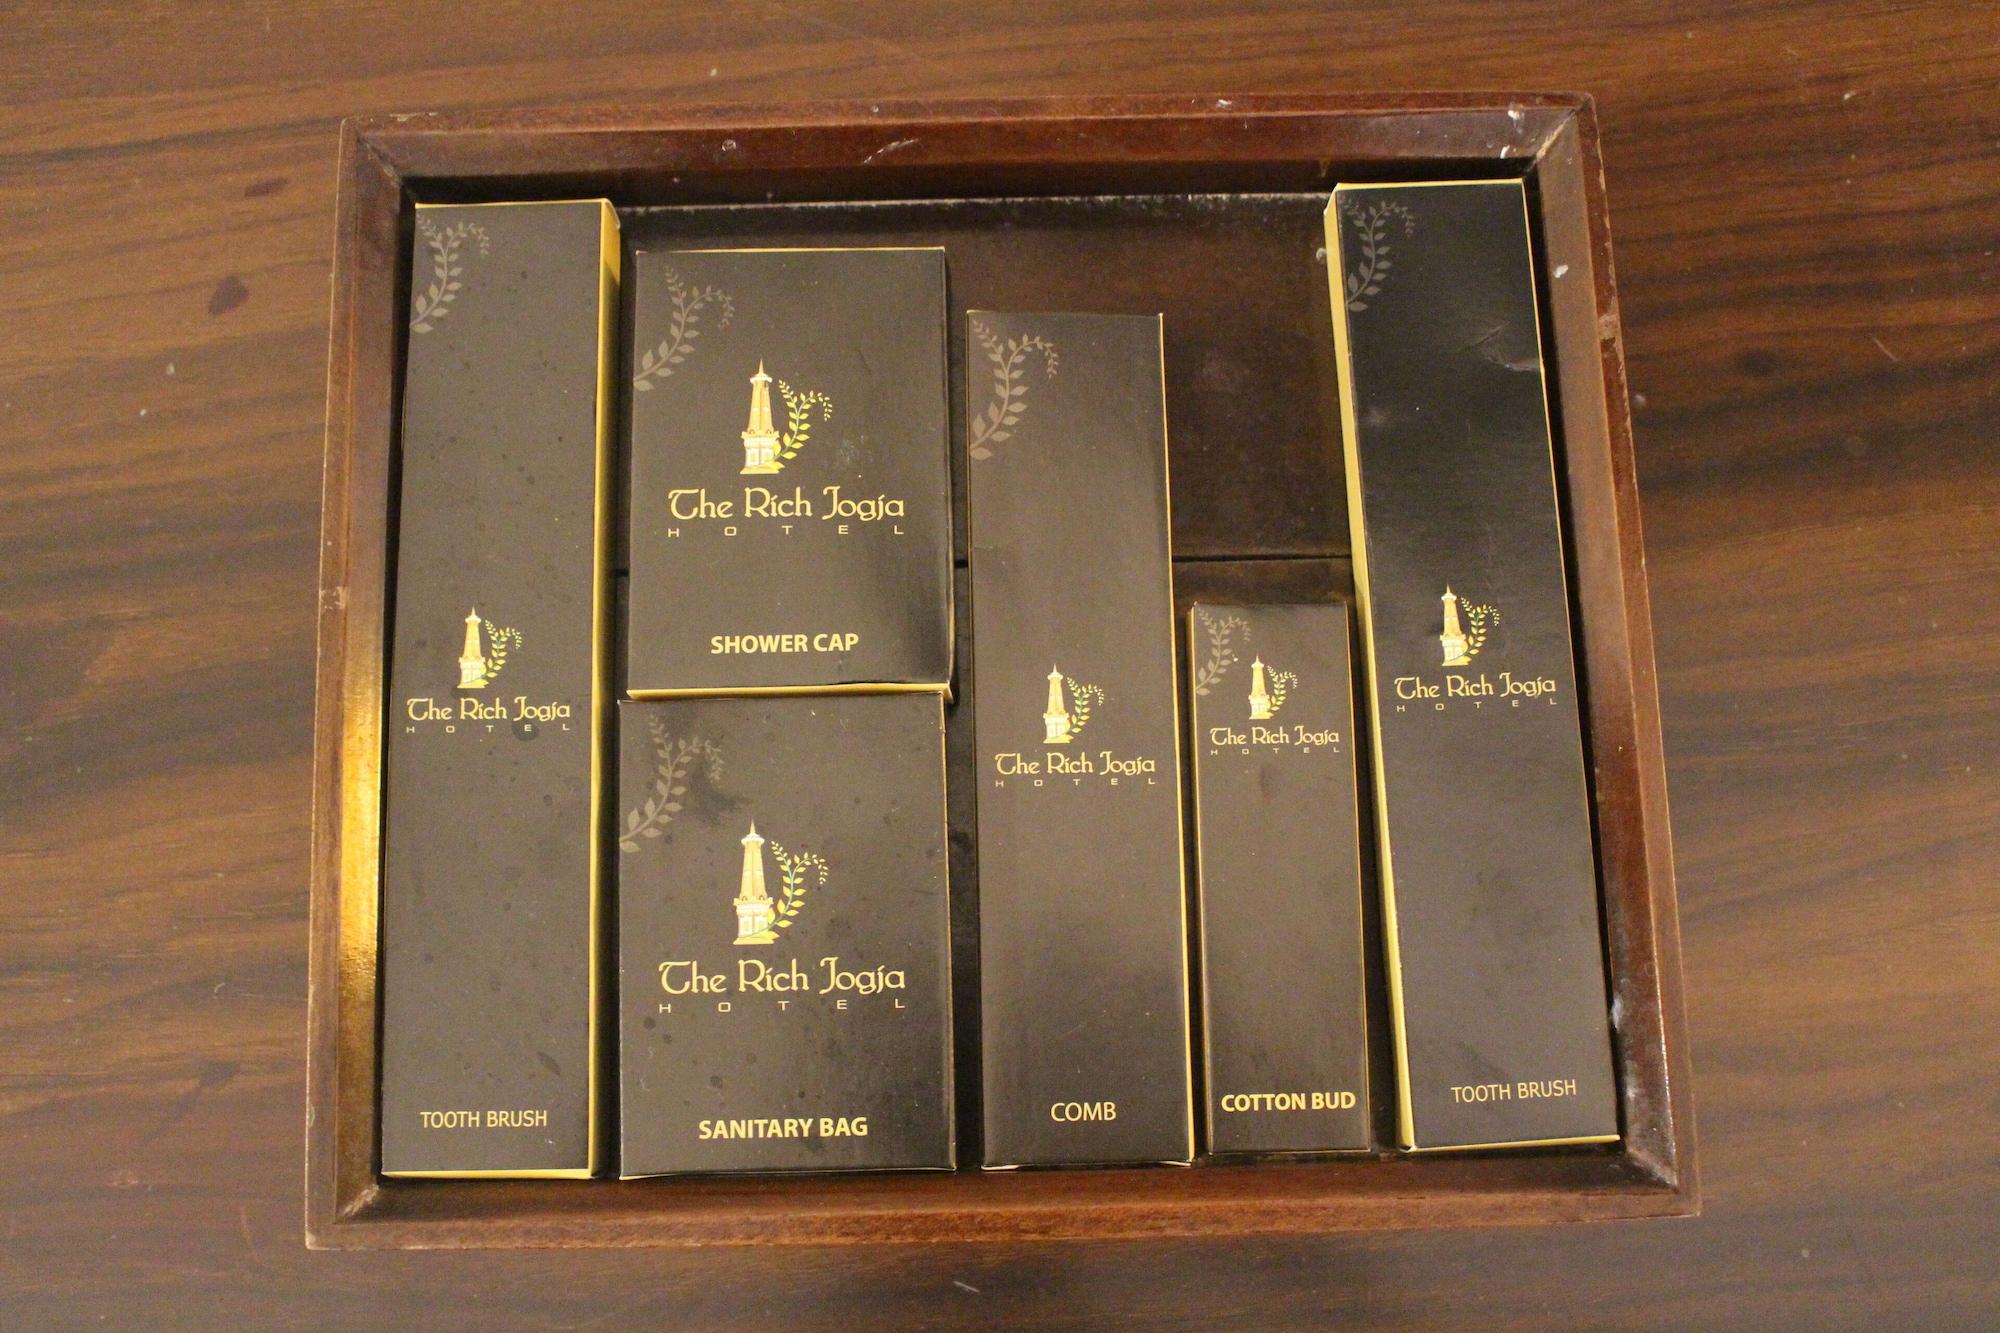 The Rich Jogja
HOTEL
TOOTH BRUSH
The Rich Jogja
HOTEL
SHOWER CAP
The Rich Jogja
HOTEL
SANITARY BAG
The Rich Jogja
HOTEL
COMB
The Rich Jogja
HOTEL
COTTON BUD
The Rich Jogja
HOTEL
TOOTH BRUSH